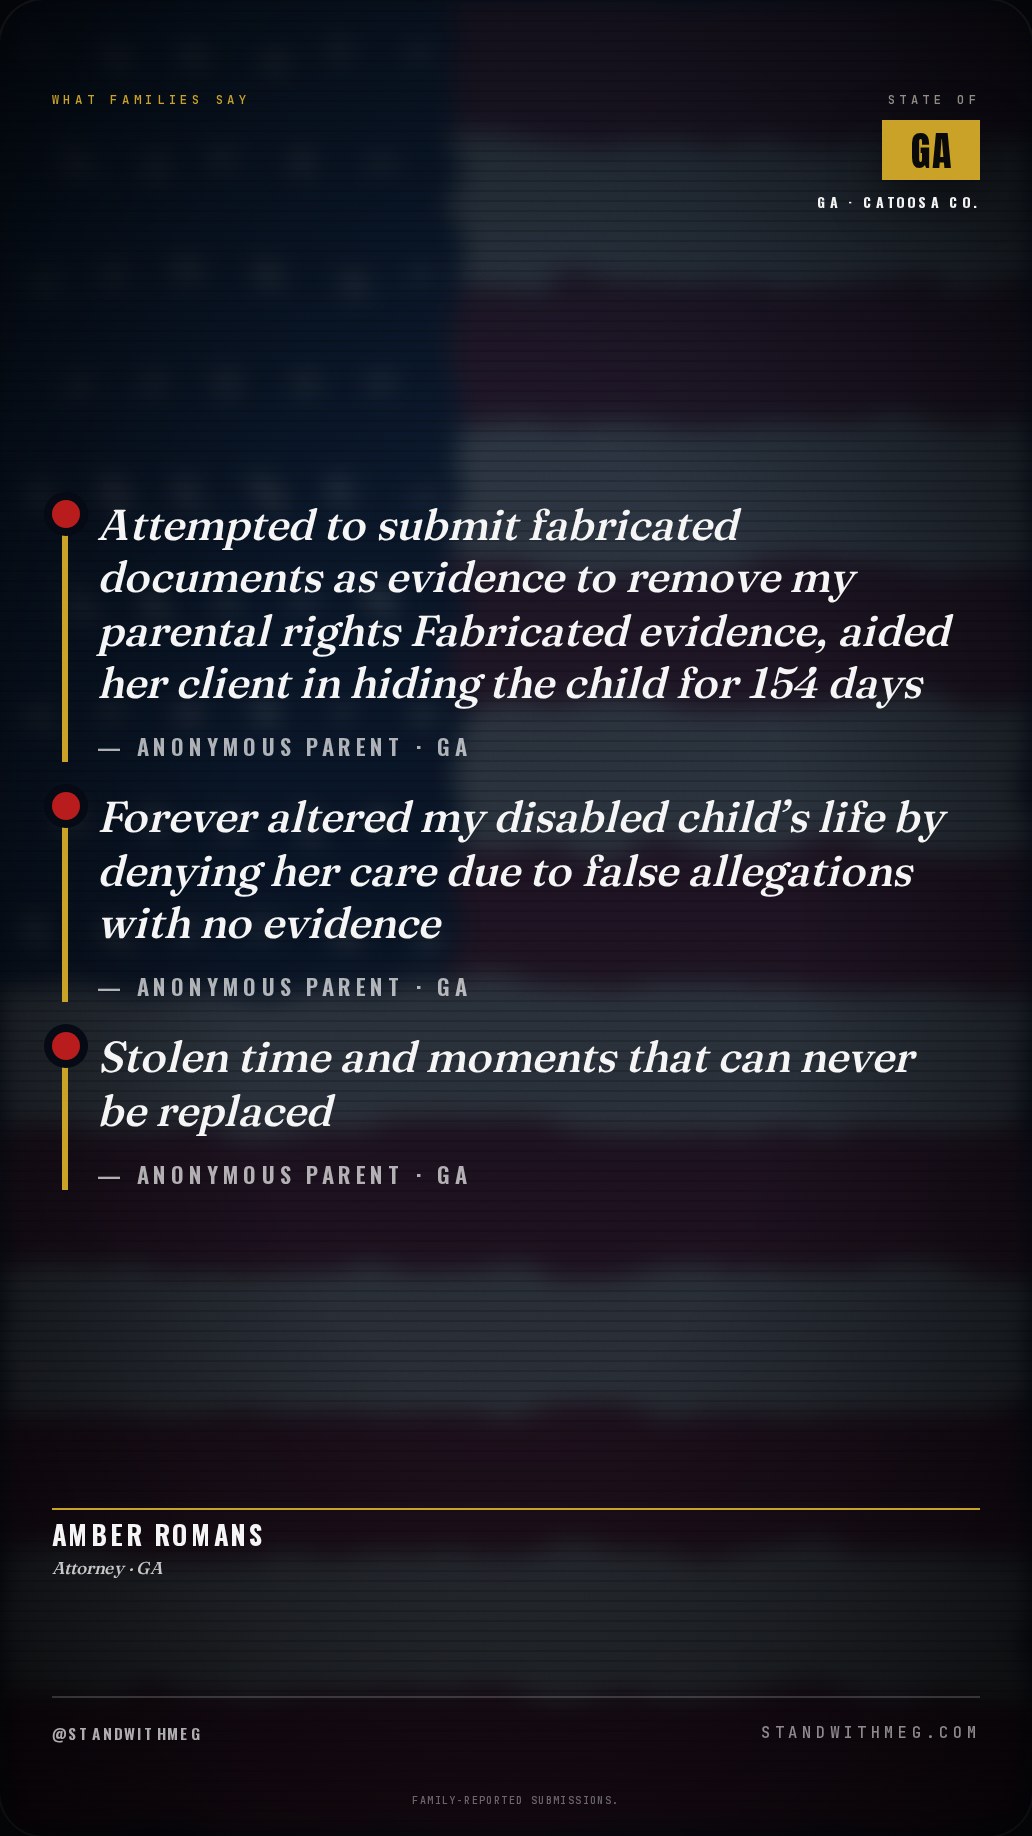 WHAT FAMILIES SAY
STATE OF
GA
GA · CATOOSA CO.
Attempted to submit fabricated
documents as evidence to remove my
parental rights Fabricated evidence, aided
her client in hiding the child for 154 days
— ANONYMOUS PARENT · GA
Forever altered my disabled child’s life by
denying her care due to false allegations
with no evidence
— ANONYMOUS PARENT · GA
Stolen time and moments that can never
be replaced
— ANONYMOUS PARENT · GA
AMBER ROMANS
Attorney · GA
@STANDWITHMEG
STANDWITHMEG.COM
FAMILY-REPORTED SUBMISSIONS.